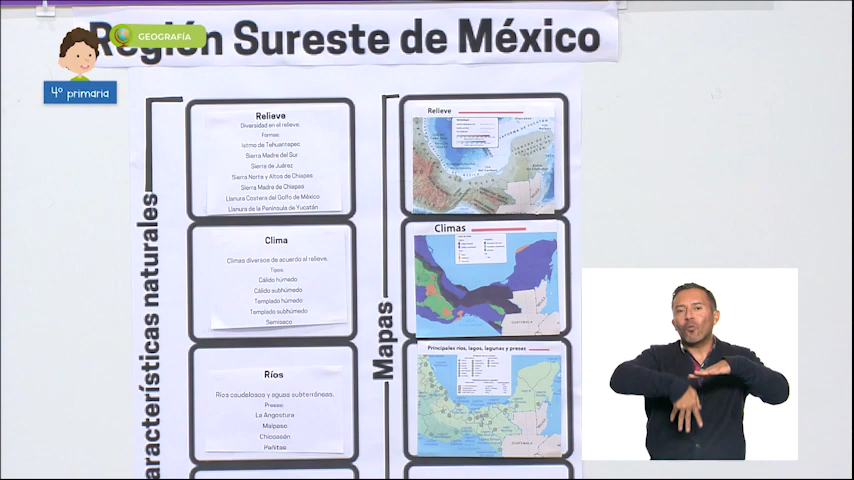 Región Sureste de México
GEOGRAFÍA
4º primaria
Características naturales
Relieve
Diversidad en el relieve.
Formas:
Istmo de Tehuantepec
Sierra Madre del Sur
Sierra de Juárez
Sierra Norte y Altos de Chiapas
Sierra Madre de Chiapas
Llanura Costera del Golfo de México
Llanura de la Península de Yucatán
Clima
Climas diversos de acuerdo al relieve.
Tipos:
Cálido húmedo
Cálido subhúmedo
Templado húmedo
Templado subhúmedo
Semiseco
Ríos
Ríos caudalosos y aguas subterráneas.
Presas:
La Angostura
Malpaso
Chicoasén
Peñitas
Mapas
Relieve
Climas
GUATEMALA
Principales ríos, lagos, lagunas y presas
GUATEMALA